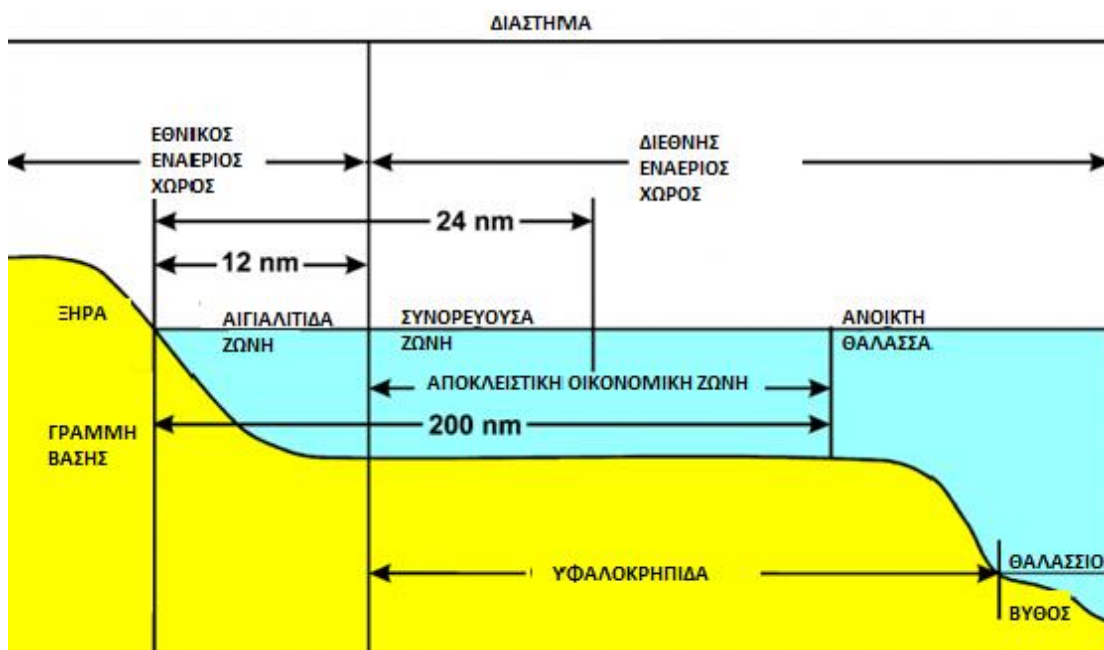 ΔΙΑΣΤΗΜΑ
ΕΘΝΙΚΟΣ
ΕΝΑΕΡΙΟΣ
ΧΩΡΟΣ
ΔΙΕΘΝΗΣ
ΕΝΑΕΡΙΟΣ
ΧΩΡΟΣ
24 nm
12 nm
ΞΗΡΑ
ΑΙΓΙΑΛΙΤΙΔΑ
ΖΩΝΗ
ΣΥΝΟΡΕΥΟΥΣΑ
ΖΩΝΗ
ΑΝΟΙΚΤΗ
ΘΑΛΑΣΣΑ
ΑΠΟΚΛΕΙΣΤΙΚΗ ΟΙΚΟΝΟΜΙΚΗ ΖΩΝΗ
200 nm
ΓΡΑΜΜΗ
ΒΑΣΗΣ
ΥΦΑΛΟΚΡΗΠΙΔΑ
ΘΑΛΑΣΣΙΟ
ΒΥΘΟΣ